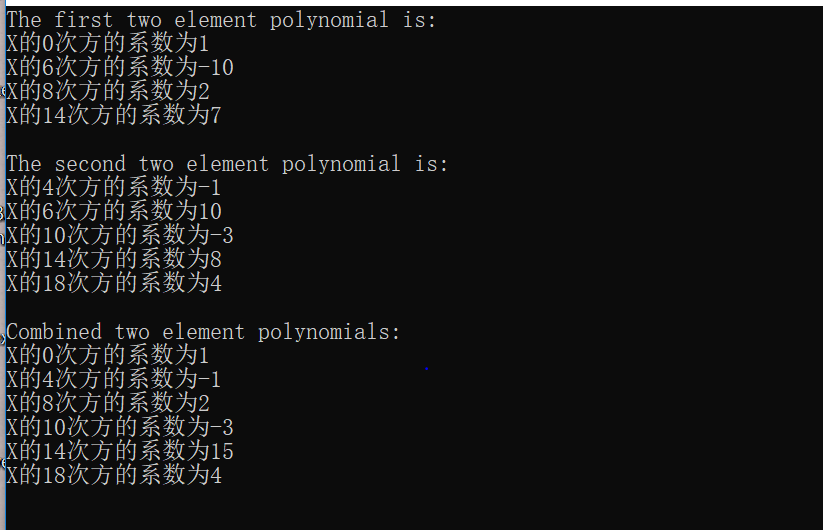 The first two element polynomial is:
X的0次方的系数为1
X的6次方的系数为-10
X的8次方的系数为2
X的14次方的系数为7
The second two element polynomial is:
X的4次方的系数为-1
X的6次方的系数为10
X的10次方的系数为-3
X的14次方的系数为8
X的18次方的系数为4
Combined two element polynomials:
X的0次方的系数为1
X的4次方的系数为-1
X的8次方的系数为2
X的10次方的系数为-3
X的14次方的系数为15
X的18次方的系数为4